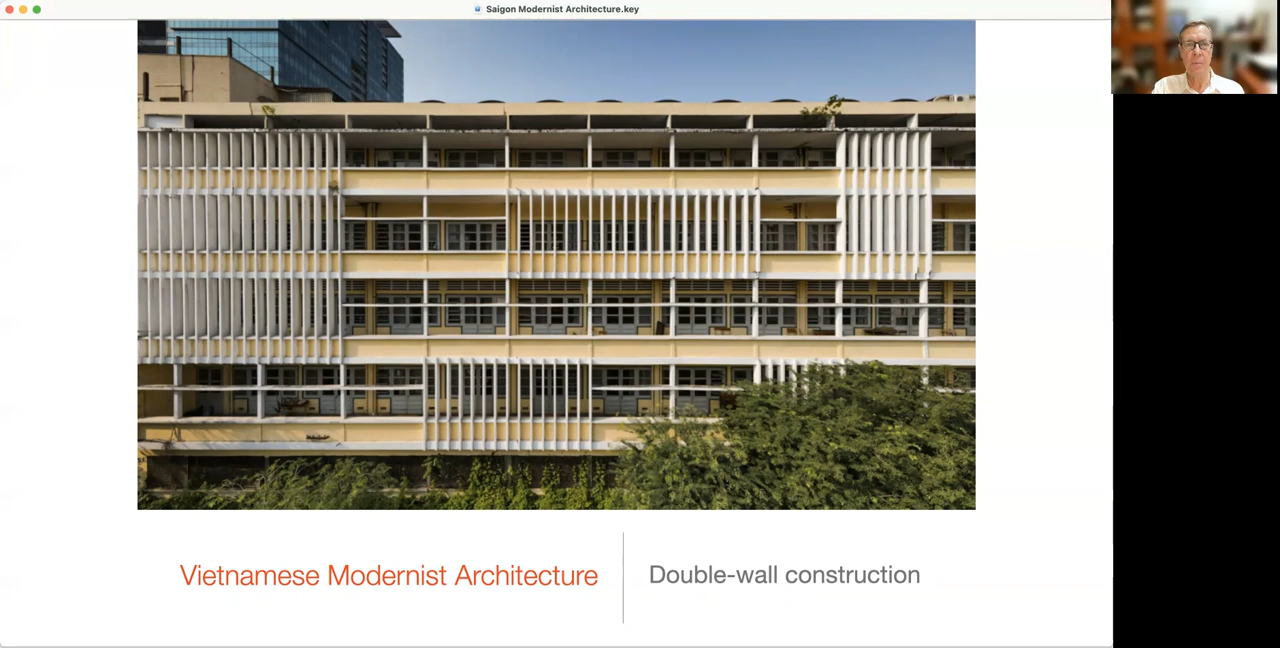 Saigon Modernist Architecture.key
Vietnamese Modernist Architecture
Double-wall construction